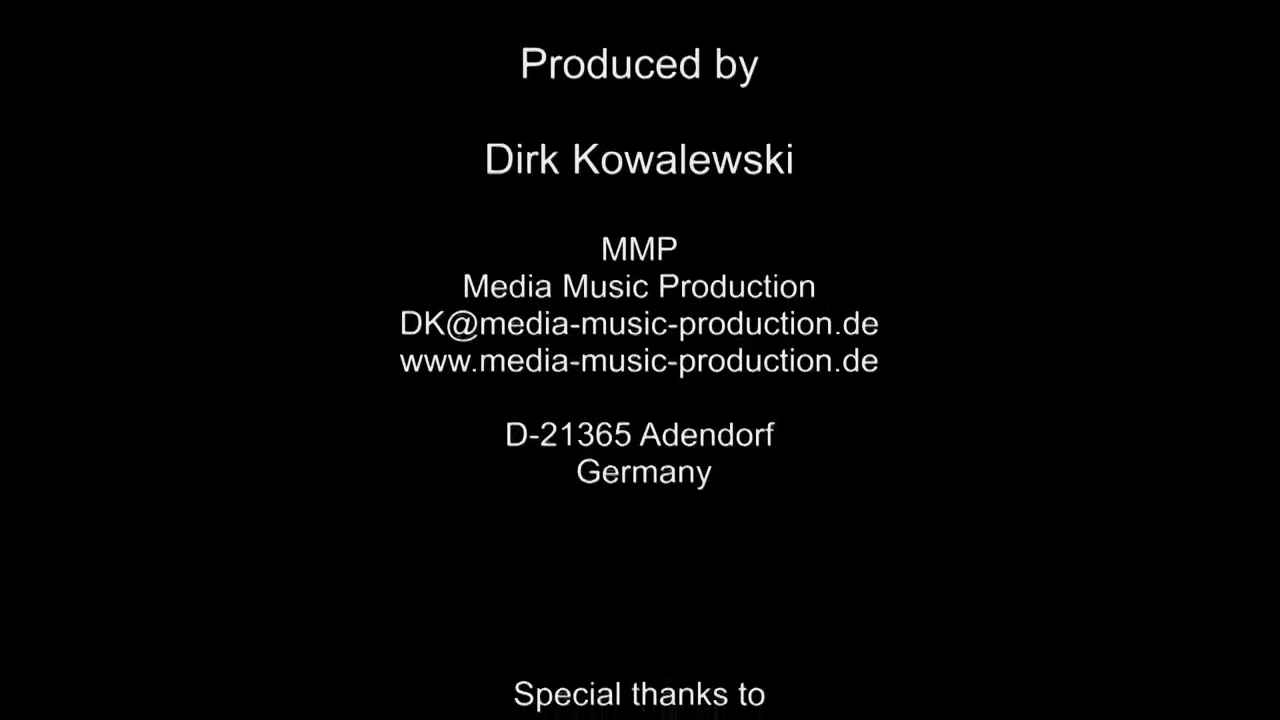 Produced by
Dirk Kowalewski
MMP
Media Music Production
DK@media-music-production.de
www.media-music-production.de
D-21365 Adendorf
Germany
Special thanks to